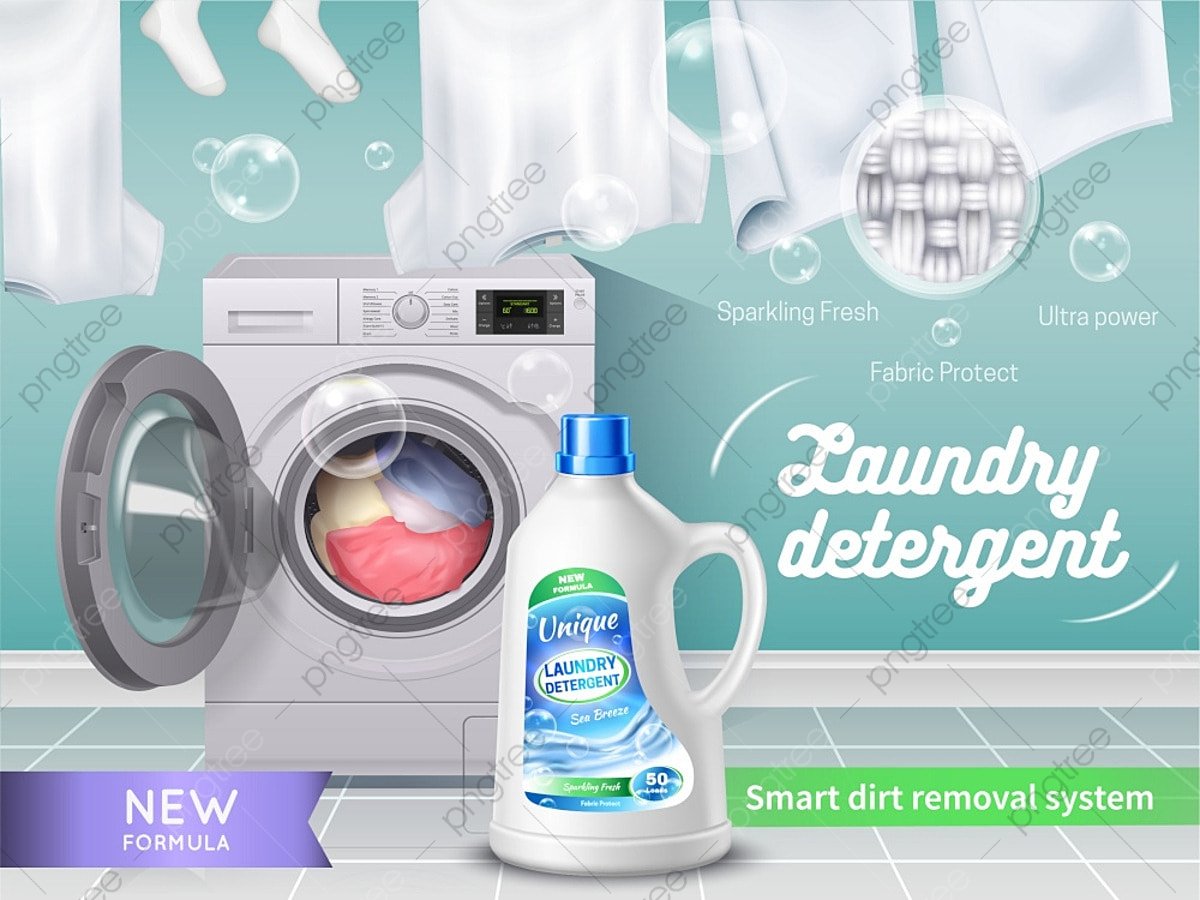 Sparkling Fresh
Ultra power
Fabric Protect
Laundry
detergent
NEW
FORMULA
Unique
LAUNDRY
DETERGENT
Sea Breeze
Sparkling Fresh
50
Loads
Fabric Protect
NEW
FORMULA
Smart dirt removal system
pngtree